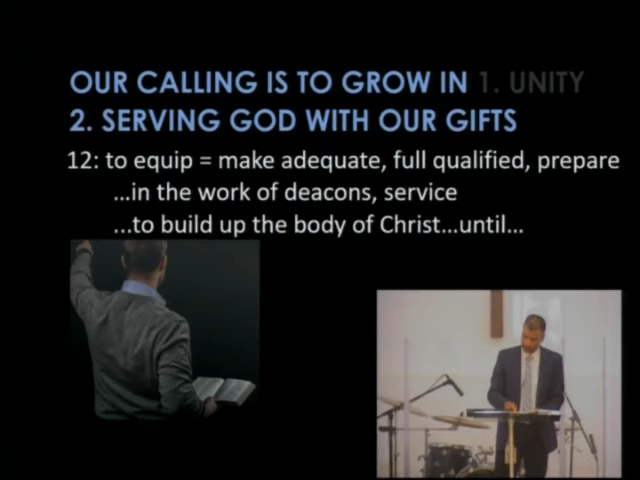 OUR CALLING IS TO GROW IN 1. UNITY
2. SERVING GOD WITH OUR GIFTS
12: to equip = make adequate, full qualified, prepare
...in the work of deacons, service
...to build up the body of Christ...until...